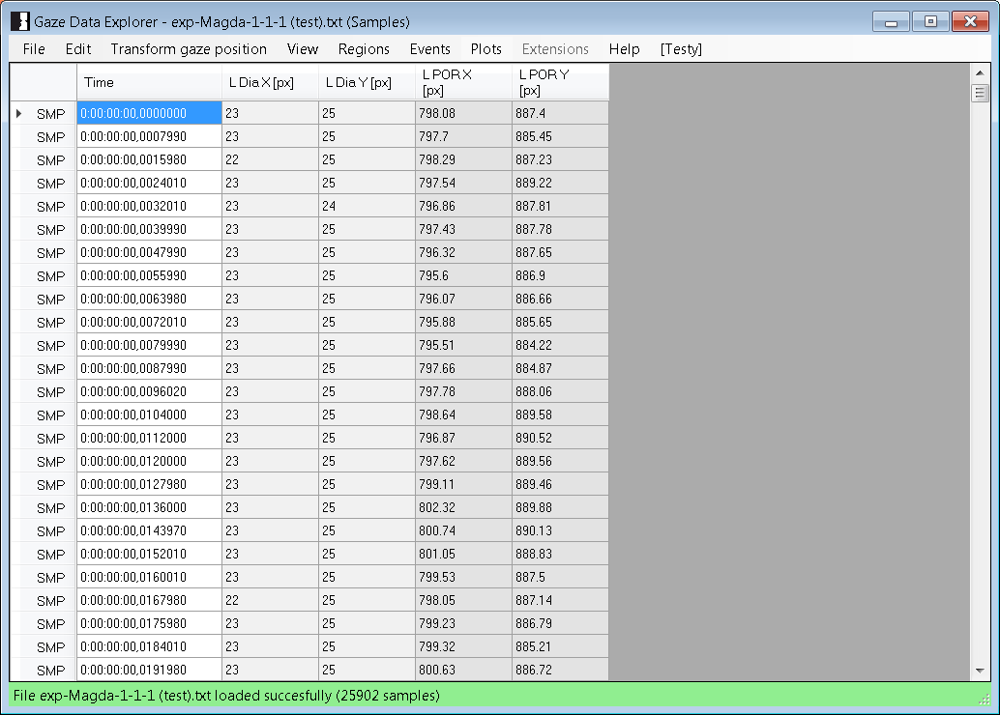 Gaze Data Explorer - exp-Magda-1-1-1 (test).txt (Samples)
File Edit Transform gaze position View Regions Events Plots Extensions Help [Testy]
Time L Dia X [px] L Dia Y [px] L POR X [px] L POR Y [px]
SMP 0:00:00:00,0000000 23 25 798.08 887.4
SMP 0:00:00:00,0007990 23 25 797.7 885.45
SMP 0:00:00:00,0015980 22 25 798.29 887.23
SMP 0:00:00:00,0024010 23 25 797.54 889.22
SMP 0:00:00:00,0032010 23 24 796.86 887.81
SMP 0:00:00:00,0039990 23 25 797.43 887.78
SMP 0:00:00:00,0047990 23 25 796.32 887.65
SMP 0:00:00:00,0055990 23 25 795.6 886.9
SMP 0:00:00:00,0063980 23 25 796.07 886.66
SMP 0:00:00:00,0072010 23 25 795.88 885.65
SMP 0:00:00:00,0079990 23 25 795.51 884.22
SMP 0:00:00:00,0087990 23 25 797.66 884.87
SMP 0:00:00:00,0096020 23 25 797.78 888.06
SMP 0:00:00:00,0104000 23 25 798.64 889.58
SMP 0:00:00:00,0112000 23 25 796.87 890.52
SMP 0:00:00:00,0120000 23 25 797.62 889.56
SMP 0:00:00:00,0127980 23 25 799.11 889.46
SMP 0:00:00:00,0136000 23 25 802.32 889.88
SMP 0:00:00:00,0143970 23 25 800.74 890.13
SMP 0:00:00:00,0152010 23 25 801.05 888.83
SMP 0:00:00:00,0160010 23 25 799.53 887.5
SMP 0:00:00:00,0167980 22 25 798.05 887.14
SMP 0:00:00:00,0175980 23 25 799.23 886.79
SMP 0:00:00:00,0184010 23 25 799.32 885.21
SMP 0:00:00:00,0191980 23 25 800.63 886.72
File exp-Magda-1-1-1 (test).txt loaded succesfully (25902 samples)